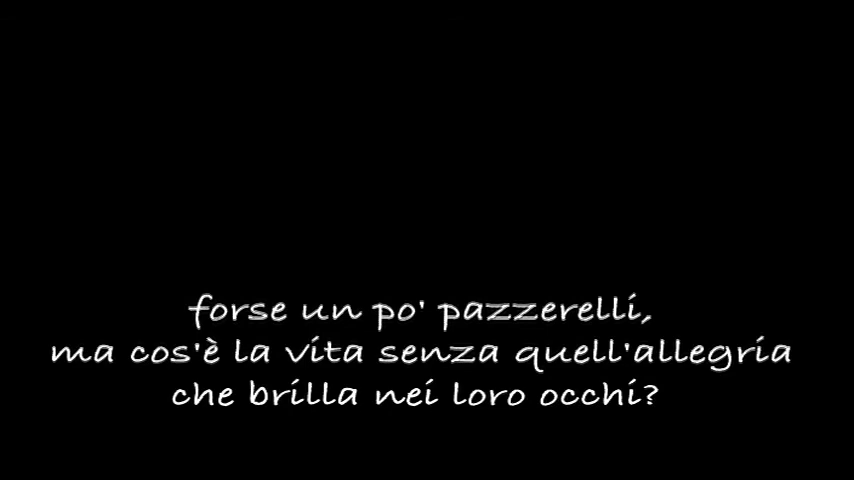 forse un po' pazzerelli,
ma cos'è la vita senza quell'allegria
che brilla nei loro occhi?